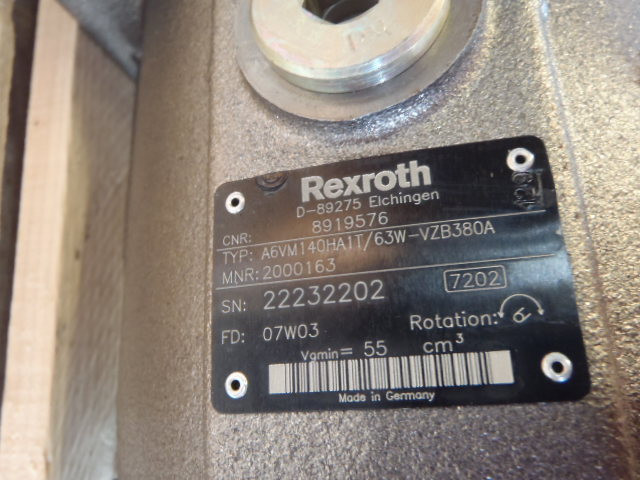 Rexroth
D-89275 Elchingen
CNR: 8919576
TYP: A6VM140HA1T/63W-VZB380A
MNR: 2000163
SN: 22232202 7202
FD: 07W03 Rotation:
Vgmin= 55 cm³
Made in Germany